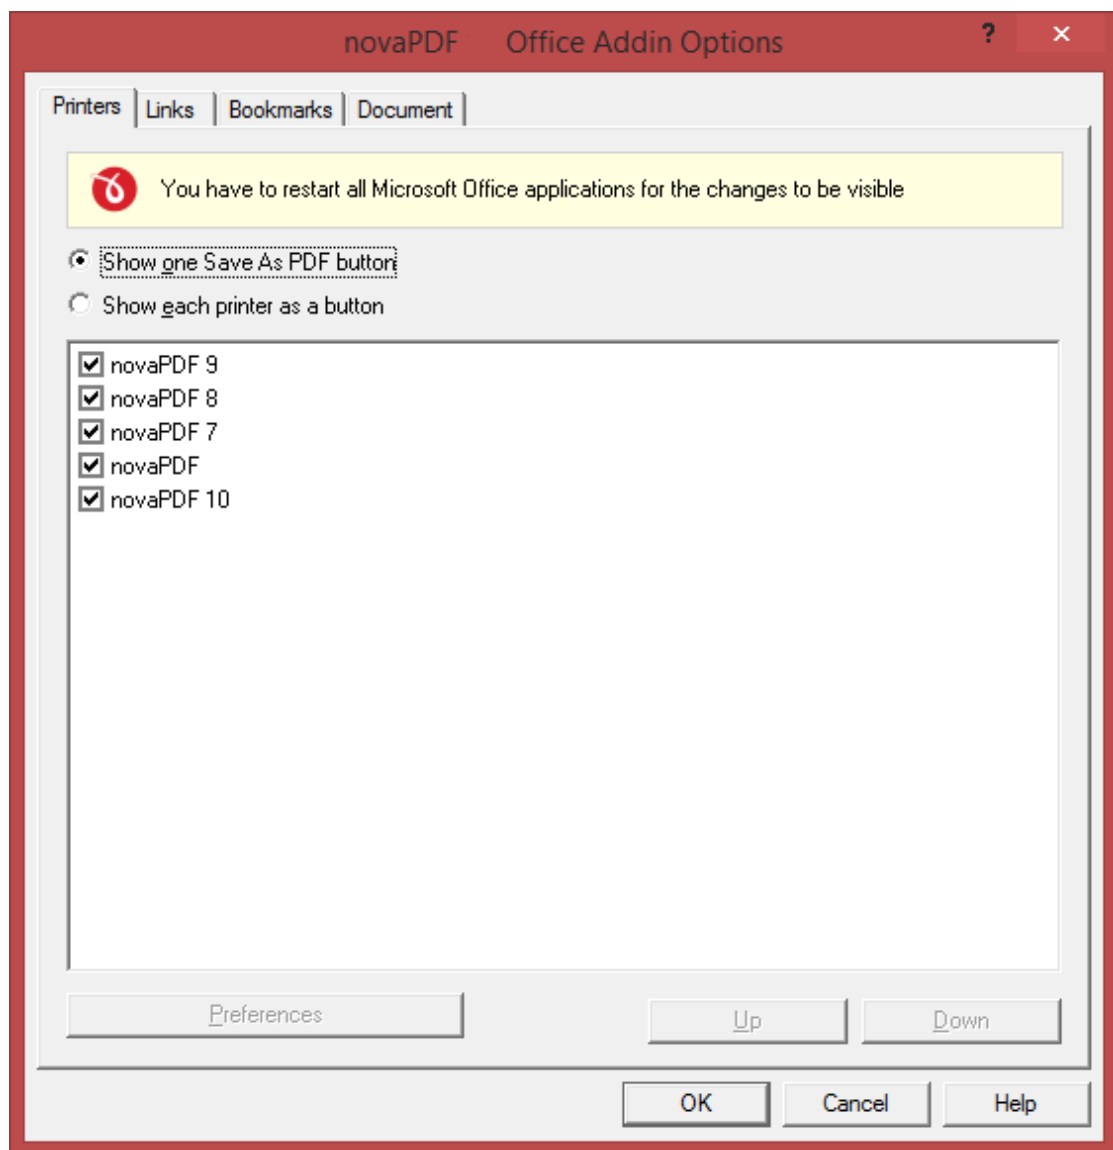 novaPDF Office Addin Options ?
Printers Links Bookmarks Document
You have to restart all Microsoft Office applications for the changes to be visible
Show one Save As PDF button
Show each printer as a button
novaPDF 9
novaPDF 8
novaPDF 7
novaPDF
novaPDF 10
Preferences Up Down
OK Cancel Help